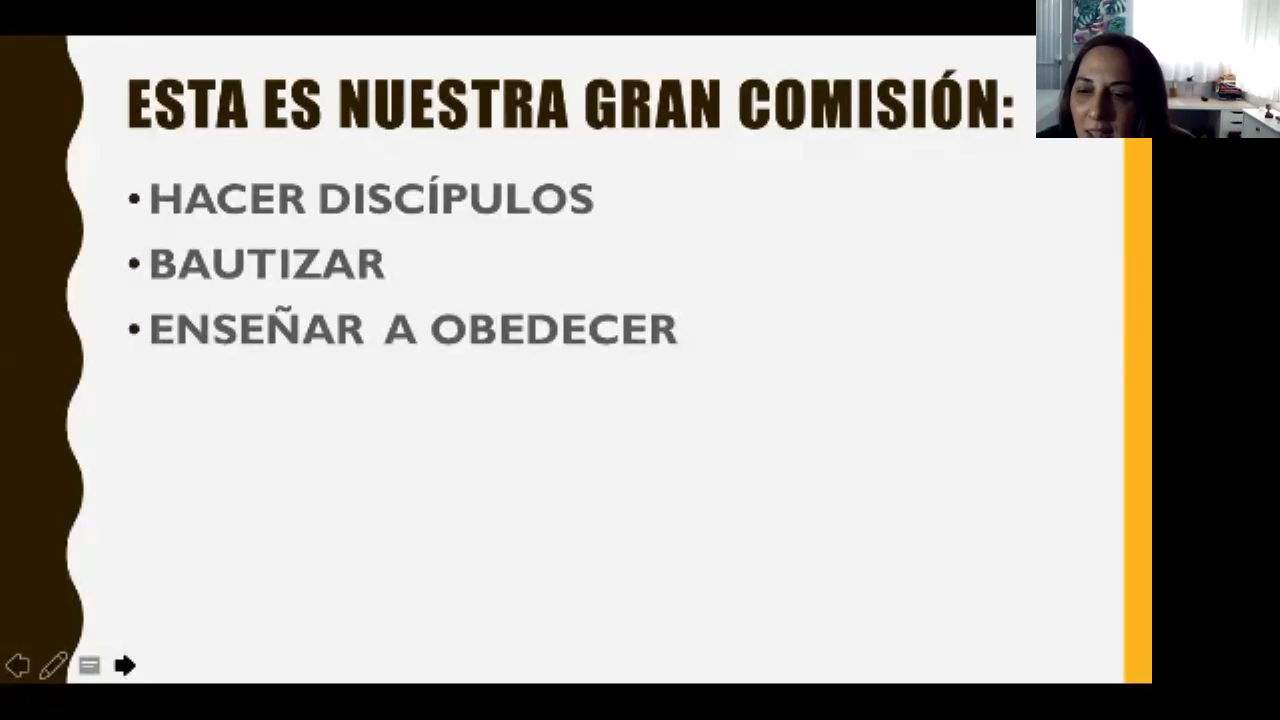 ESTA ES NUESTRA GRAN COMISIÓN:
• HACER DISCÍPULOS
• BAUTIZAR
• ENSEÑAR A OBEDECER